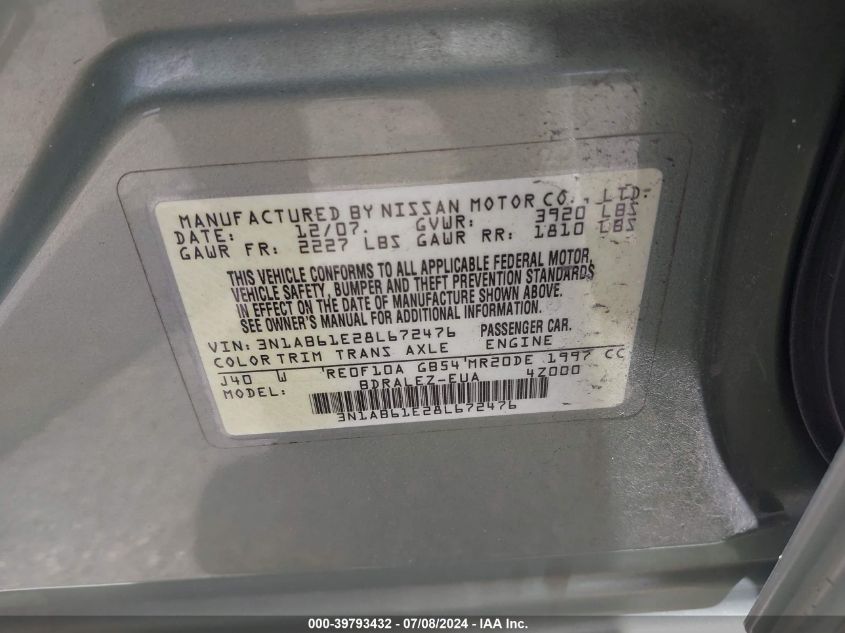 MANUFACTURED BY NISSAN MOTOR CO., LTD.
DATE: 12/07. GVWR: 3920 LBS
GAWR FR: 2227 LBS GAWR RR: 1810 LBS
THIS VEHICLE CONFORMS TO ALL APPLICABLE FEDERAL MOTOR
VEHICLE SAFETY, BUMPER AND THEFT PREVENTION STANDARDS
IN EFFECT ON THE DATE OF MANUFACTURE SHOWN ABOVE.
SEE OWNER'S MANUAL FOR ADDITIONAL INFORMATION.
VIN: 3N1AB61E28L672476 PASSENGER CAR.
COLOR TRIM TRANS AXLE ENGINE
J40 W RE0F10A GB54 MR20DE 1997 CC
MODEL: BDRALEZ-EUA 4Z000
3N1AB61E28L672476
000-39793432 - 07/08/2024 - IAA Inc.